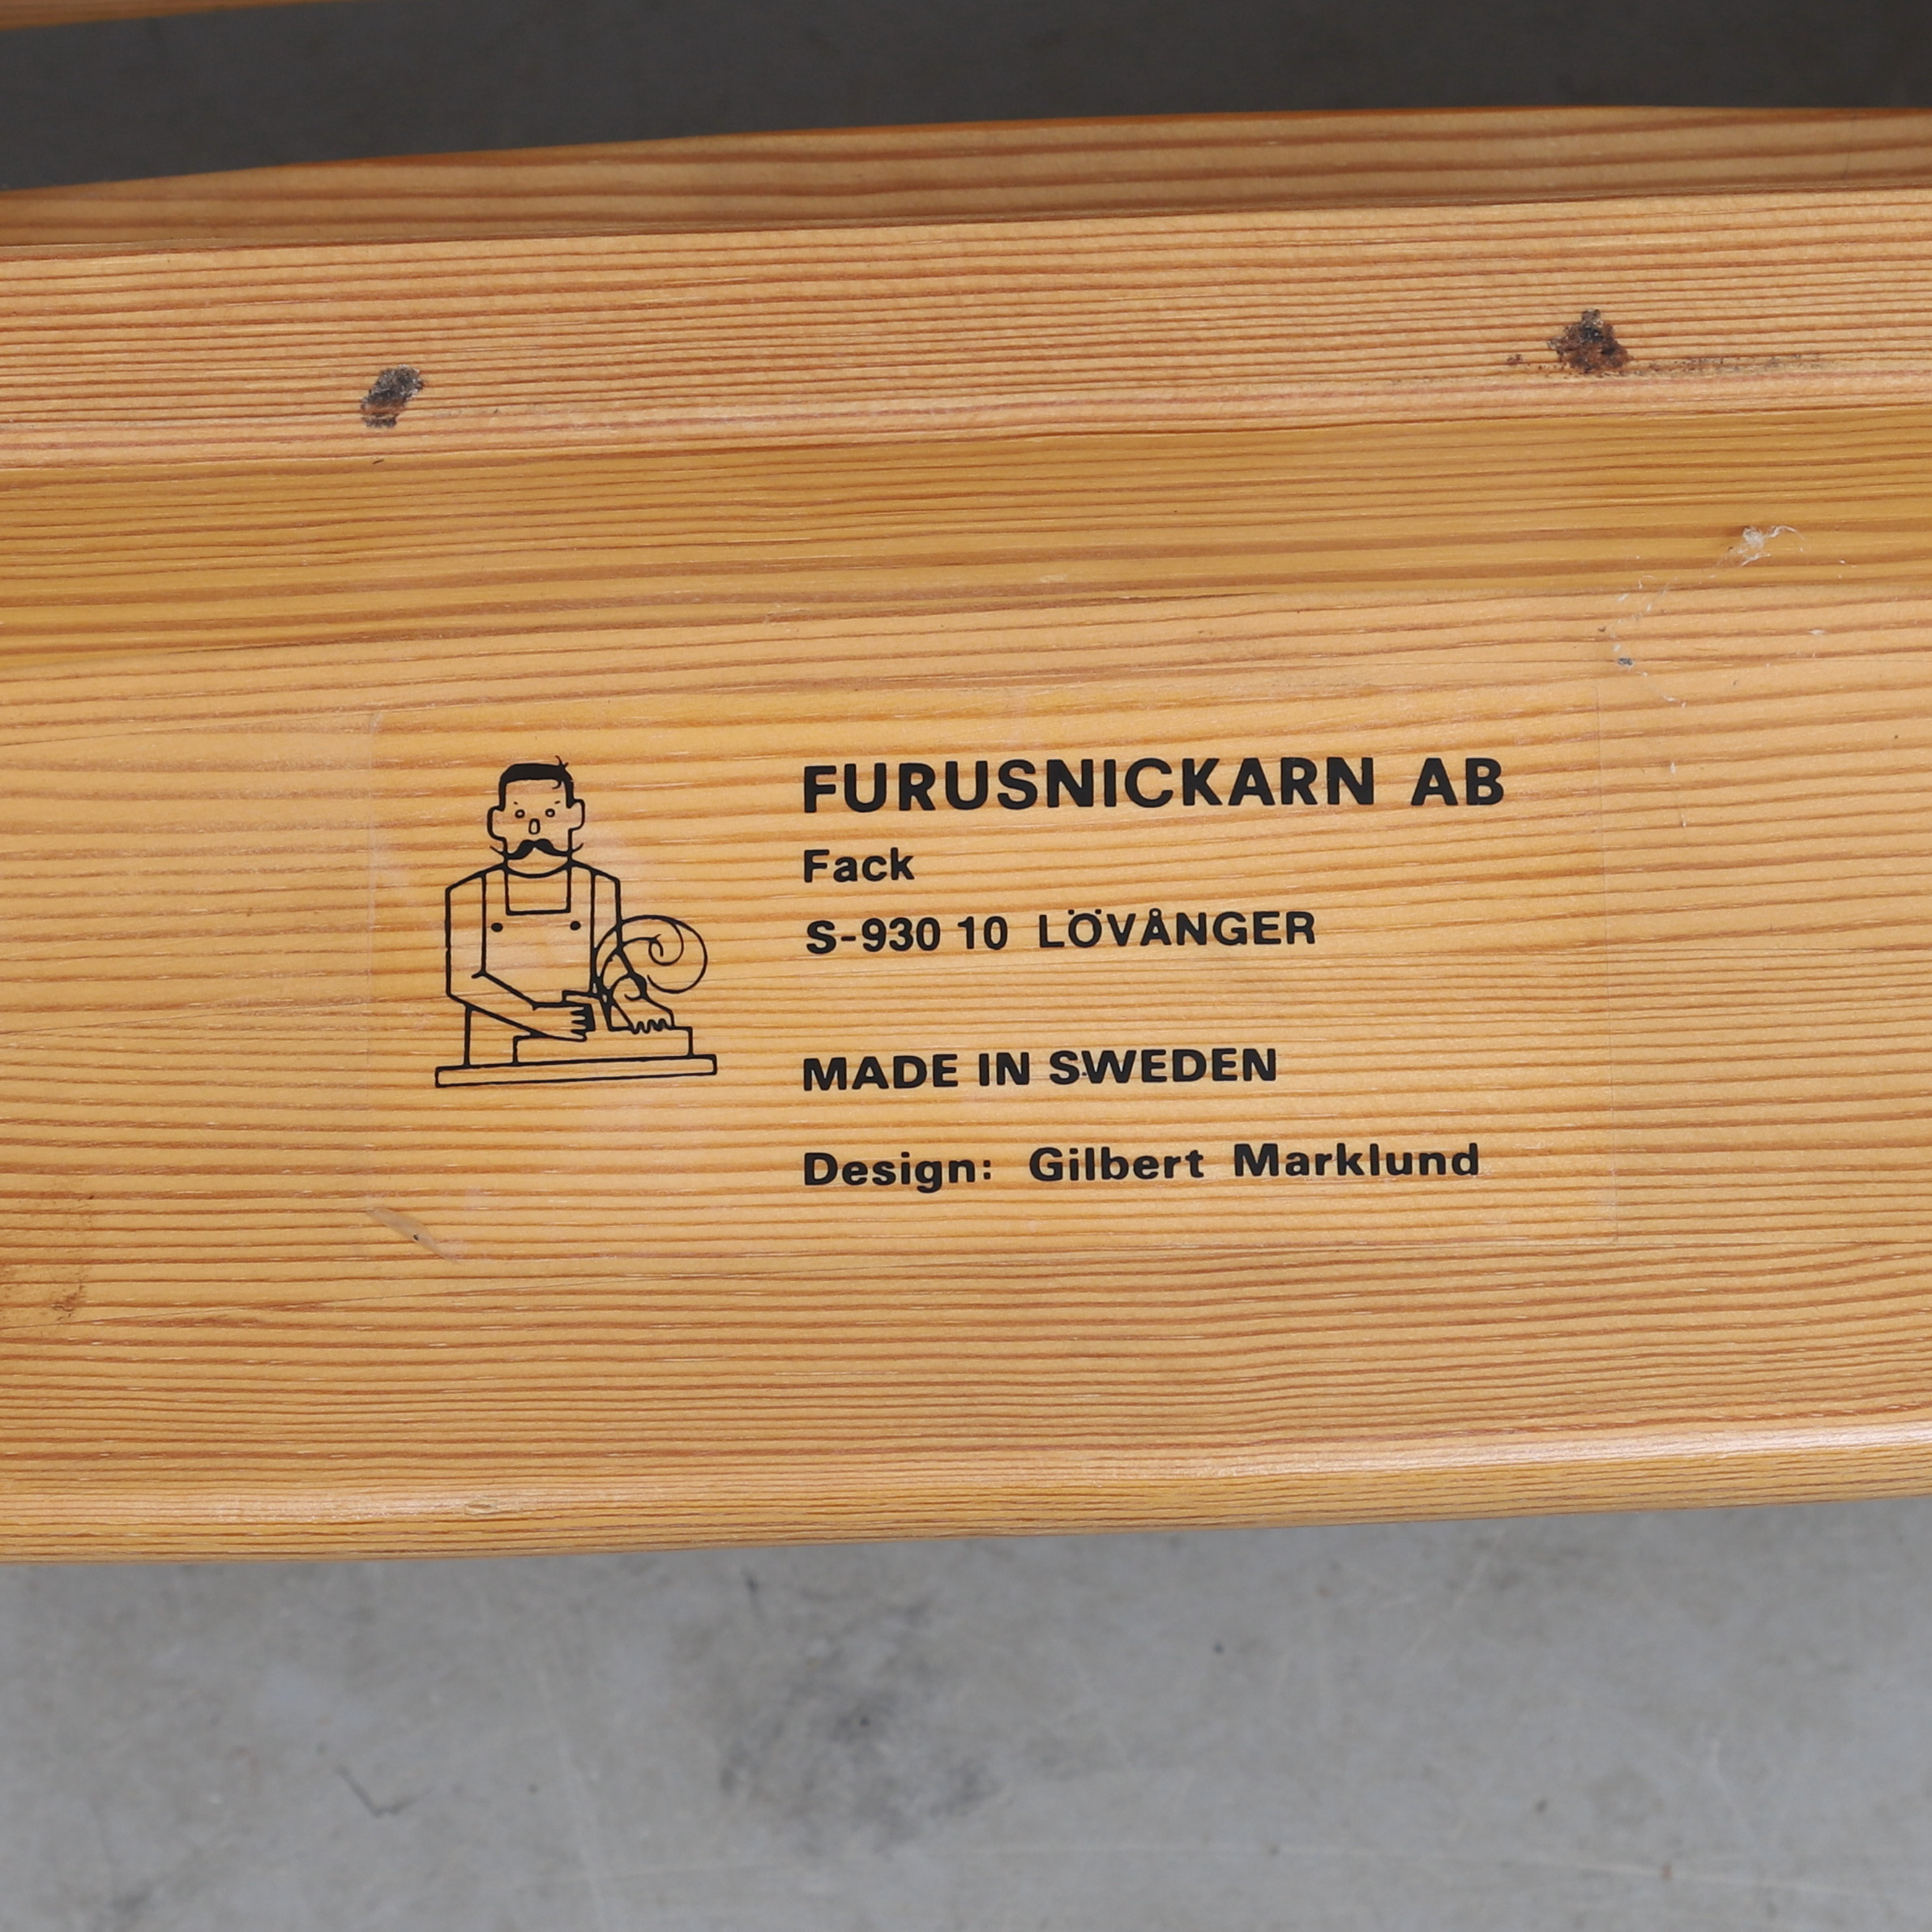 FURUSNICKARN AB
Fack
S-930 10 LÖVÅNGER
MADE IN SWEDEN
Design: Gilbert Marklund